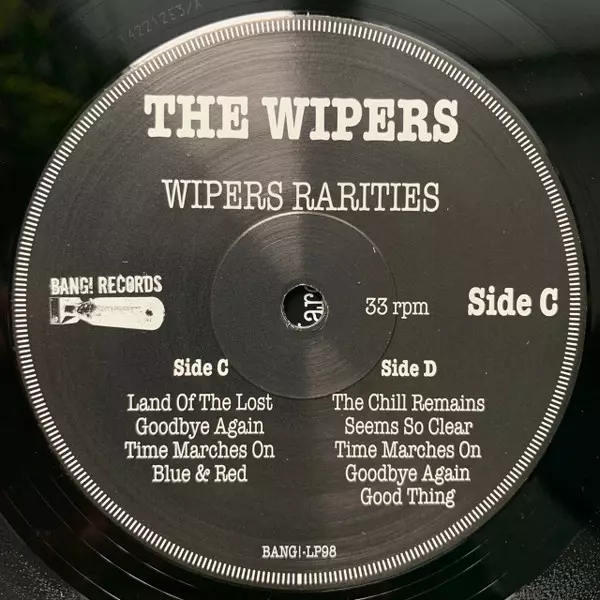 142212E3/A
THE WIPERS
WIPERS RARITIES
BANG! RECORDS
33 rpm
Side C
Side C
Land Of The Lost
Goodbye Again
Time Marches On
Blue & Red
Side D
The Chill Remains
Seems So Clear
Time Marches On
Goodbye Again
Good Thing
BANG!-LP98